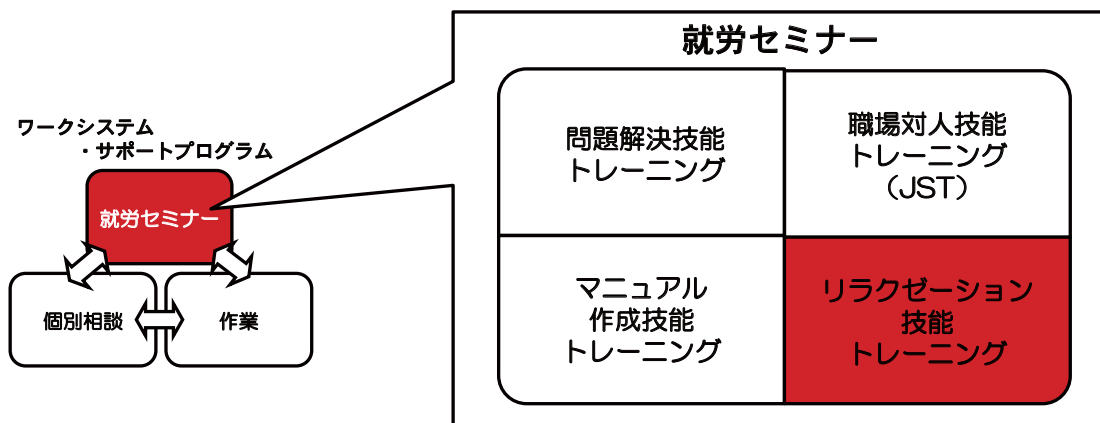 ワークシステム
・サポートプログラム
就労セミナー
個別相談
作業
就労セミナー
問題解決技能
トレーニング
職場対人技能
トレーニング
（JST）
マニュアル
作成技能
トレーニング
リラクゼーション
技能
トレーニング